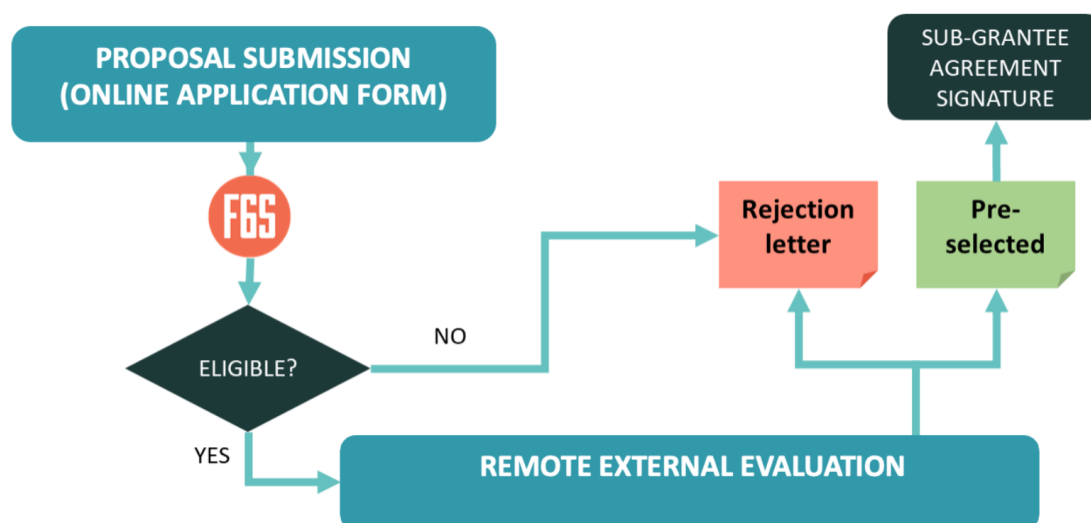 PROPOSAL SUBMISSION
(ONLINE APPLICATION FORM)
SUB-GRANTEE
AGREEMENT
SIGNATURE
F6S
Rejection
letter
Pre-
selected
NO
ELIGIBLE?
YES
REMOTE EXTERNAL EVALUATION